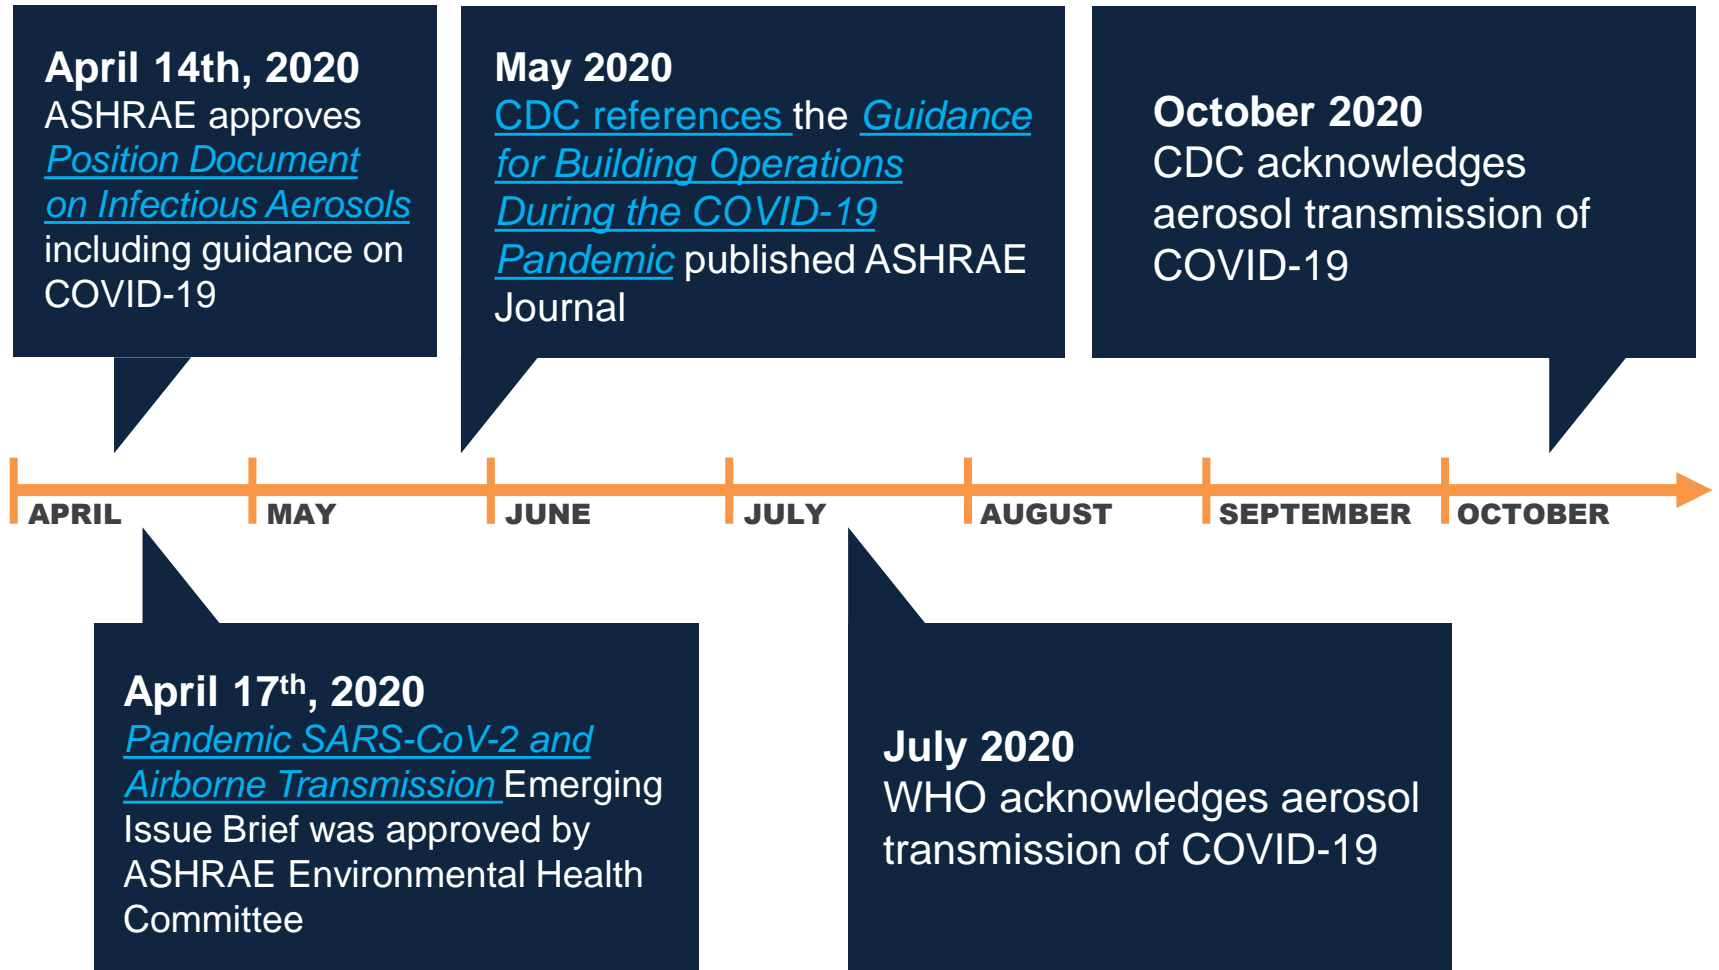 April 14th, 2020
ASHRAE approves
Position Document
on Infectious Aerosols
including guidance on
COVID-19
May 2020
CDC references the Guidance
for Building Operations
During the COVID-19
Pandemic published ASHRAE
Journal
October 2020
CDC acknowledges
aerosol transmission of
COVID-19
APRIL
MAY
JUNE
JULY
AUGUST
SEPTEMBER
OCTOBER
April 17th, 2020
Pandemic SARS-CoV-2 and
Airborne Transmission Emerging
Issue Brief was approved by
ASHRAE Environmental Health
Committee
July 2020
WHO acknowledges aerosol
transmission of COVID-19